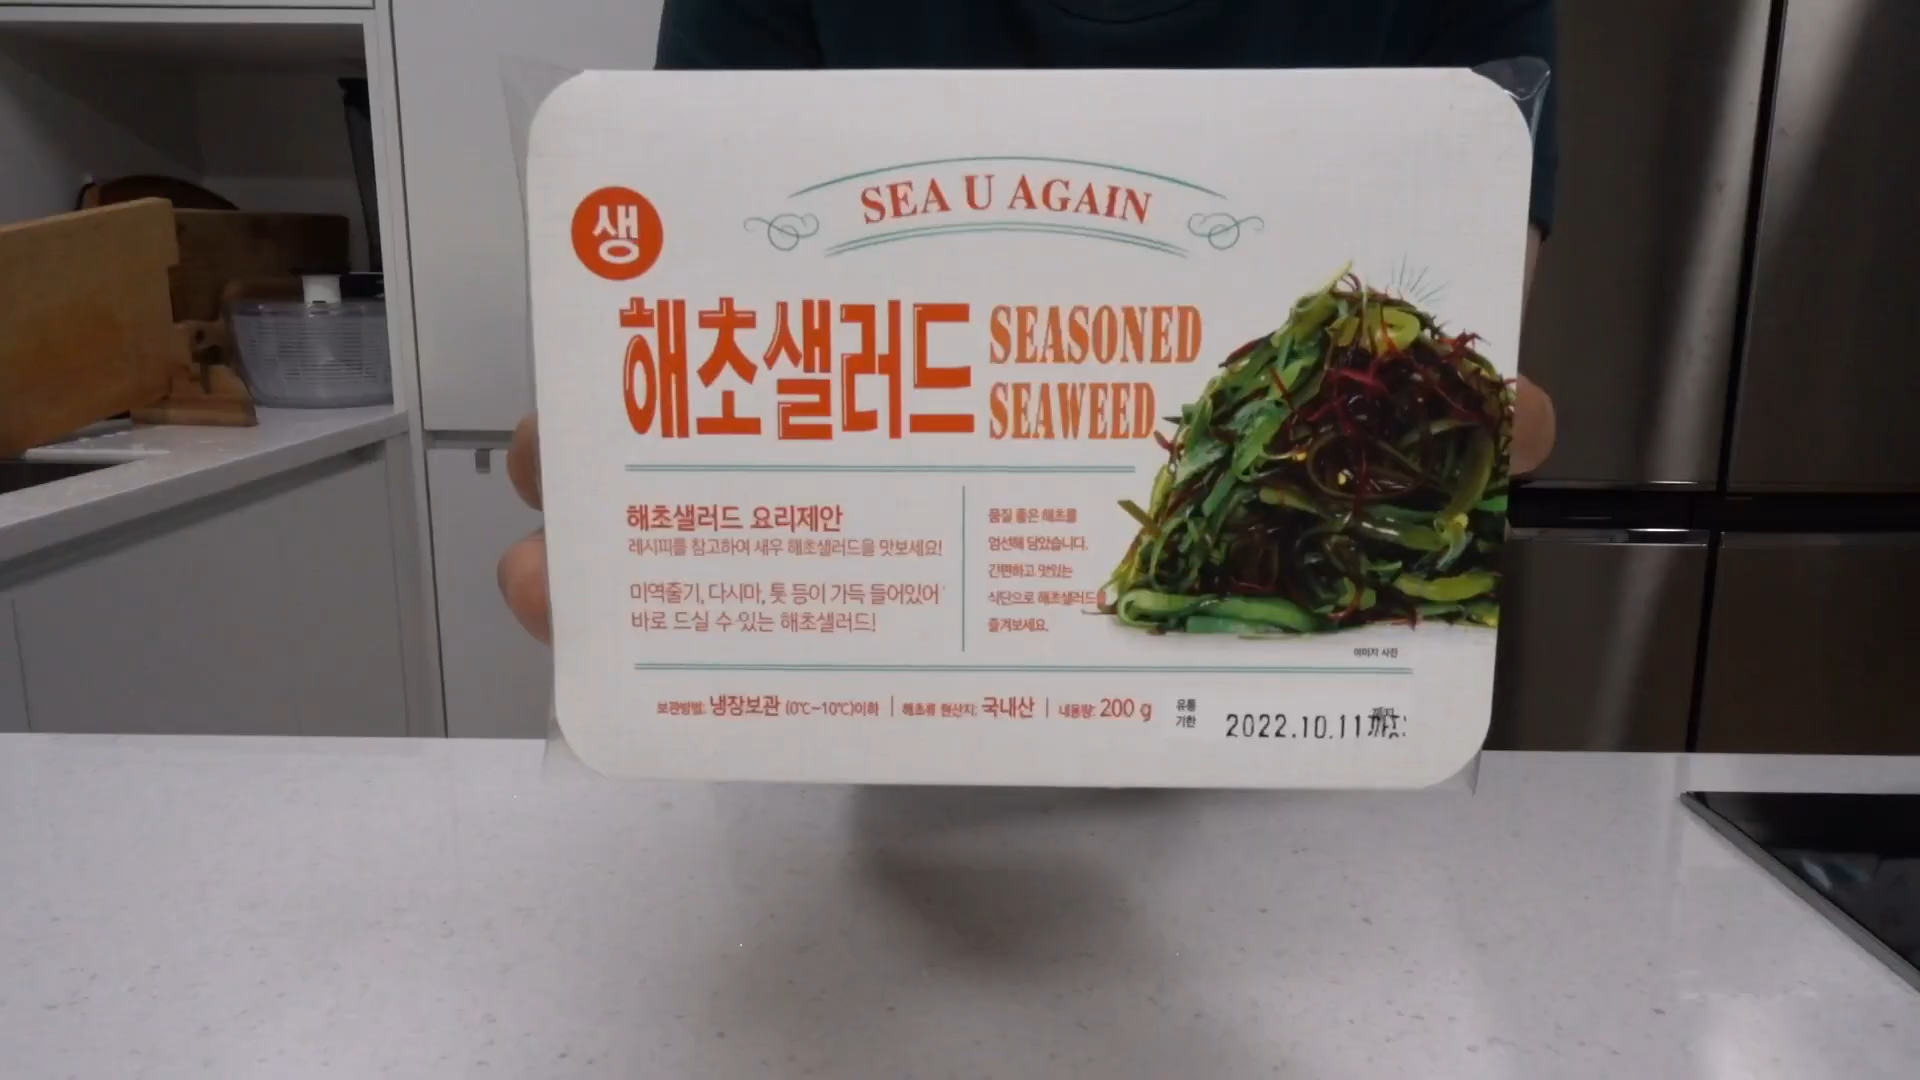 SEA U AGAIN
생
해초샐러드
SEASONED
SEAWEED
해초샐러드 요리제안
레시피를 참고하여 새우 해초샐러드을 맛보세요!
미역줄기, 다시마, 톳 등이 가득 들어있어
바로 드실 수 있는 해초샐러드!
품질 좋은 해초를
엄선해 담았습니다.
간편하고 맛있는
식단으로 해초샐러드를
즐겨보세요.
이미지 사진
보관방법: 냉장보관 (0℃~10℃)이하 | 해초류 원산지: 국내산 | 내용량: 200 g
유통
기한
2022.10.11까지